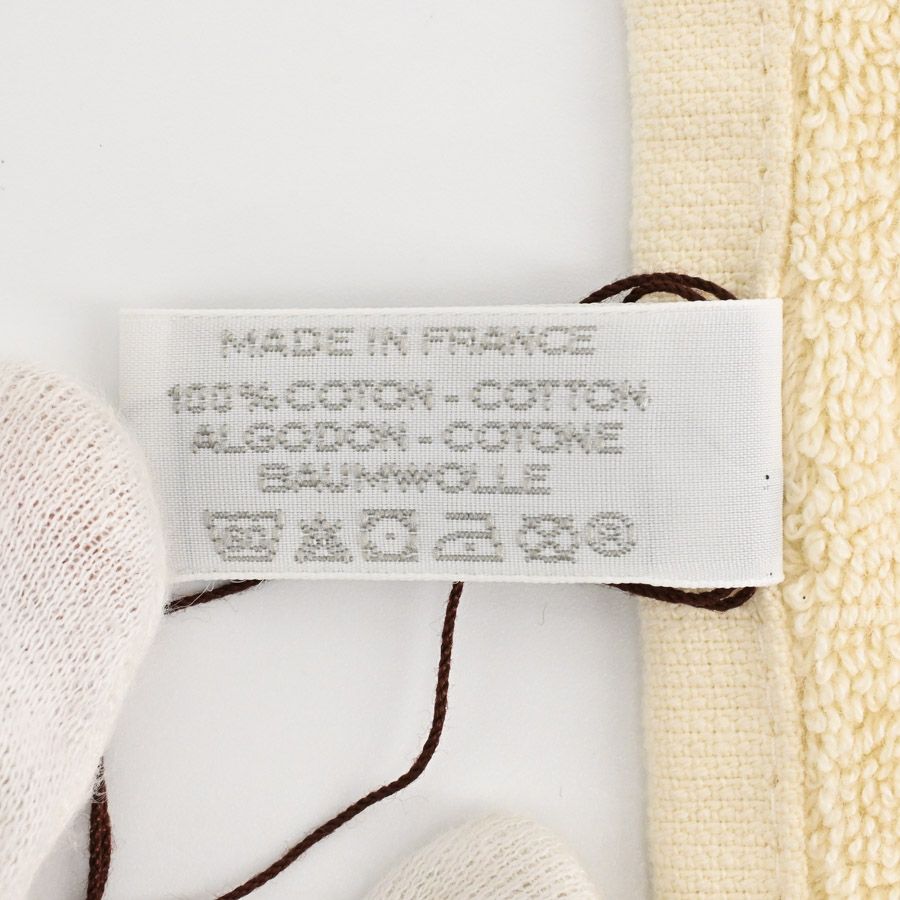 MADE IN FRANCE
100% COTON - COTTON
ALGODON - COTONE
BAUMWOLLE